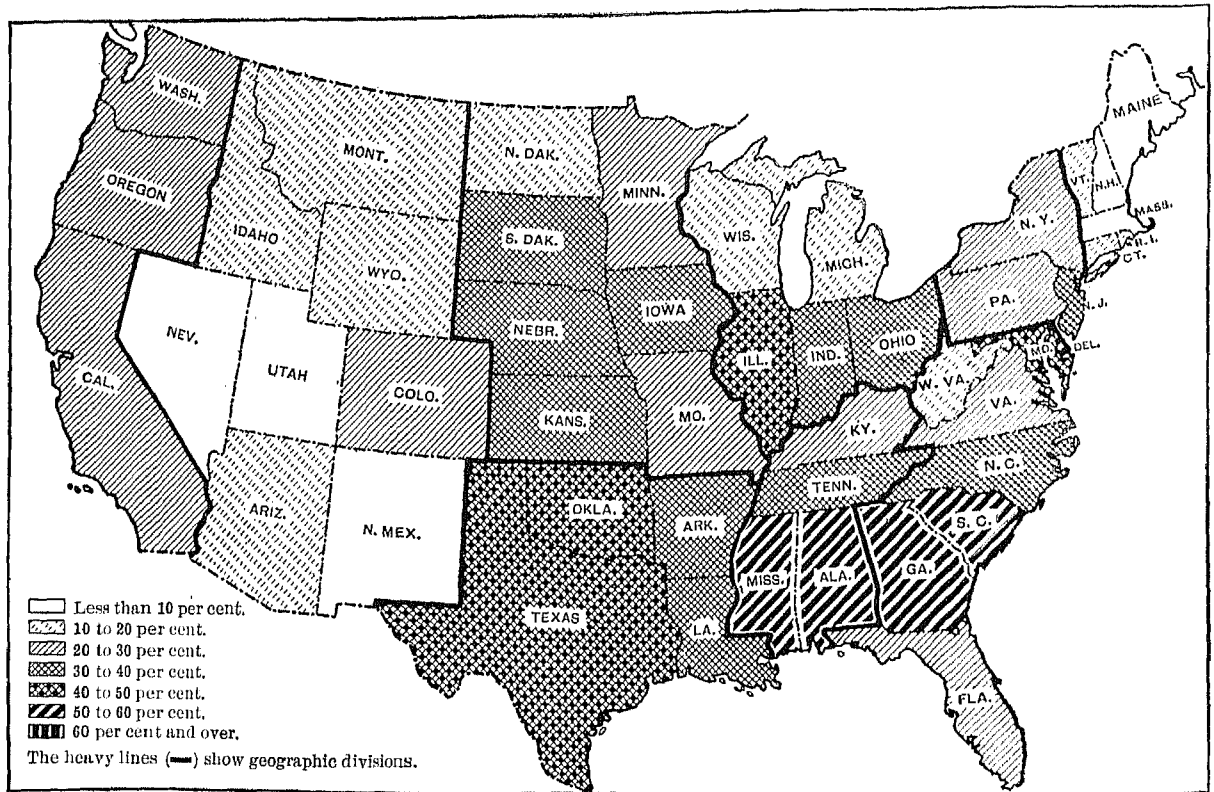 WASH.
OREGON
CAL.
NEV.
IDAHO
MONT.
WYO.
UTAH
COLO.
ARIZ.
N. MEX.
N. DAK.
S. DAK.
NEBR.
KANS.
OKLA.
TEXAS
MINN.
IOWA
MO.
ARK.
LA.
WIS.
ILL.
MICH.
IND.
OHIO
KY.
TENN.
MISS.
ALA.
GA.
FLA.
S. C.
N. C.
VA.
W. VA.
MD.
DEL.
PA.
N. J.
N. Y.
CT.
R. I.
MASS.
VT.
N.H.
MAINE
Less than 10 per cent.
10 to 20 per cent.
20 to 30 per cent.
30 to 40 per cent.
40 to 50 per cent.
50 to 60 per cent.
60 per cent and over.
The heavy lines (▬) show geographic divisions.